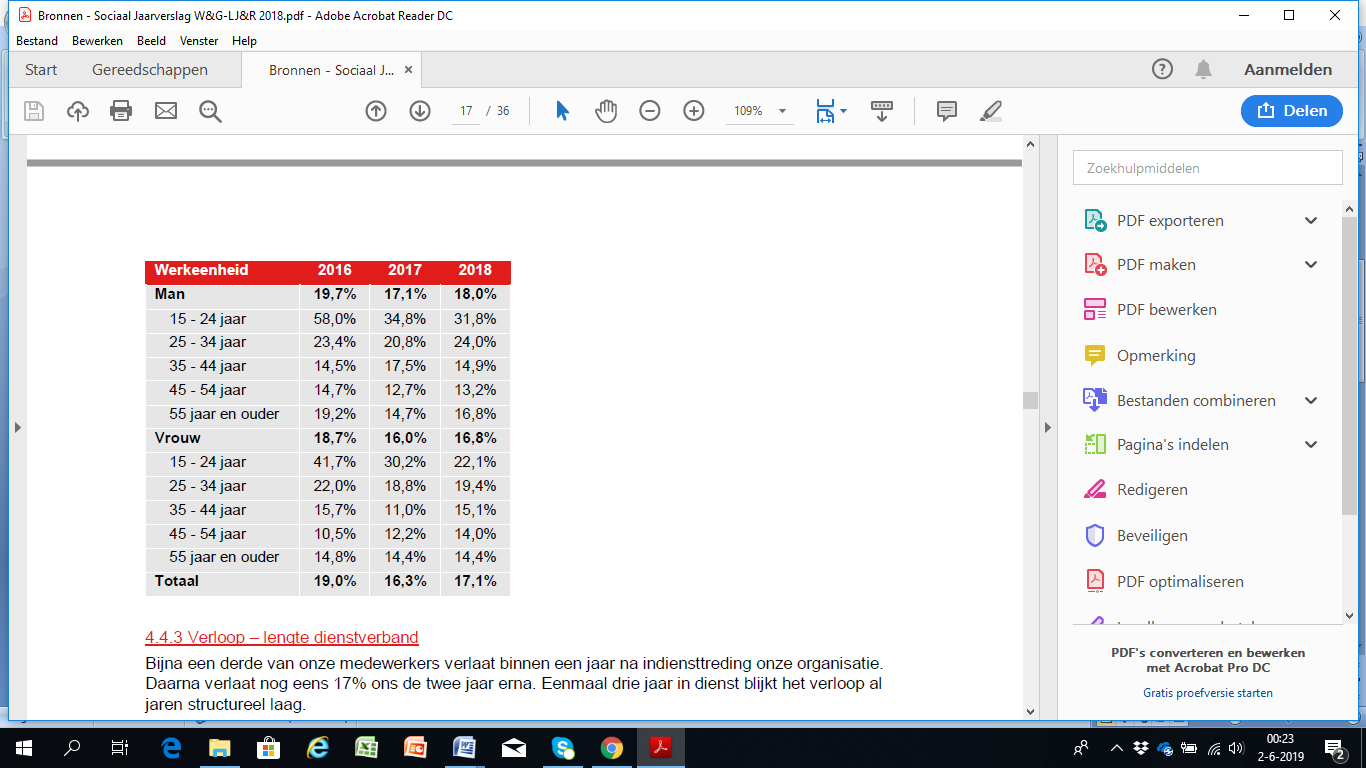 Bronnen - Sociaal Jaarverslag W&G-LJ&R 2018.pdf - Adobe Acrobat Reader DC
Bestand Bewerken Beeld Venster Help
Start Gereedschappen Bronnen - Sociaal J... × Aanmelden
17 / 36 109% Delen
Zoekhulpmiddelen
PDF exporteren
PDF maken
PDF bewerken
Opmerking
Bestanden combineren
Pagina's indelen
Redigeren
Beveiligen
PDF optimaliseren
PDF's converteren en bewerken
met Acrobat Pro DC
Gratis proefversie starten
Werkeenheid 2016 2017 2018
Man 19,7% 17,1% 18,0%
15 - 24 jaar 58,0% 34,8% 31,8%
25 - 34 jaar 23,4% 20,8% 24,0%
35 - 44 jaar 14,5% 17,5% 14,9%
45 - 54 jaar 14,7% 12,7% 13,2%
55 jaar en ouder 19,2% 14,7% 16,8%
Vrouw 18,7% 16,0% 16,8%
15 - 24 jaar 41,7% 30,2% 22,1%
25 - 34 jaar 22,0% 18,8% 19,4%
35 - 44 jaar 15,7% 11,0% 15,1%
45 - 54 jaar 10,5% 12,2% 14,0%
55 jaar en ouder 14,8% 14,4% 14,4%
Totaal 19,0% 16,3% 17,1%
4.4.3 Verloop – lengte dienstverband
Bijna een derde van onze medewerkers verlaat binnen een jaar na indiensttreding onze organisatie.
Daarna verlaat nog eens 17% ons de twee jaar erna. Eenmaal drie jaar in dienst blijkt het verloop al
jaren structureel laag.
00:23
2-6-2019
2